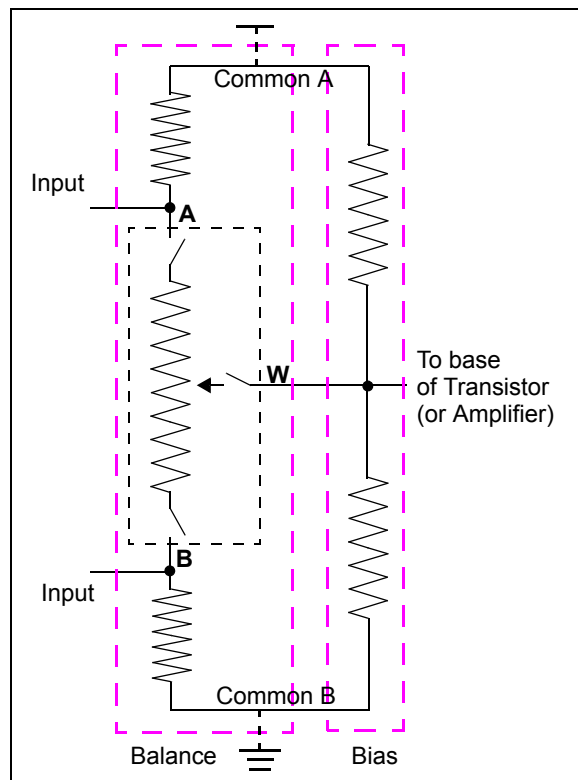 Common A
Input
A
W
To base
of Transistor
(or Amplifier)
B
Input
Common B
Balance
Bias